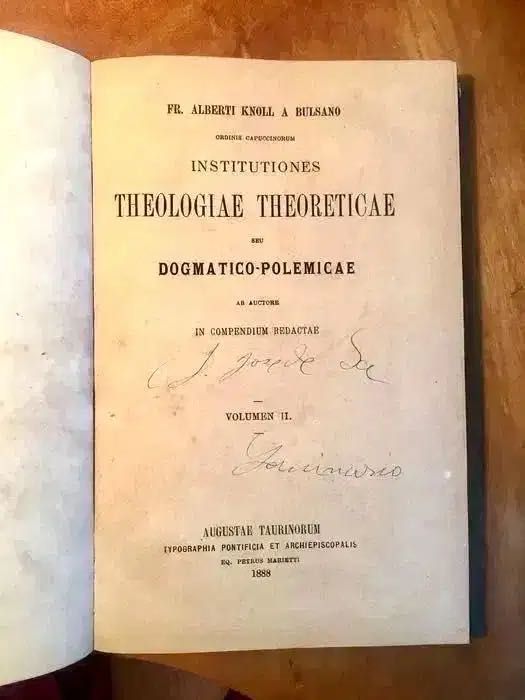 FR. ALBERTI KNOLL A BULSANO
ORDINIS CAPUCCINORUM
INSTITUTIONES
THEOLOGIAE THEORETICAE
SEU
DOGMATICO-POLEMICAE
AB AUCTORE
IN COMPENDIUM REDACTAE
VOLUMEN II.
AUGUSTAE TAURINORUM
TYPOGRAPHIA PONTIFICIA ET ARCHIEPISCOPALIS
EQ. PETRUS MARIETTI
1888